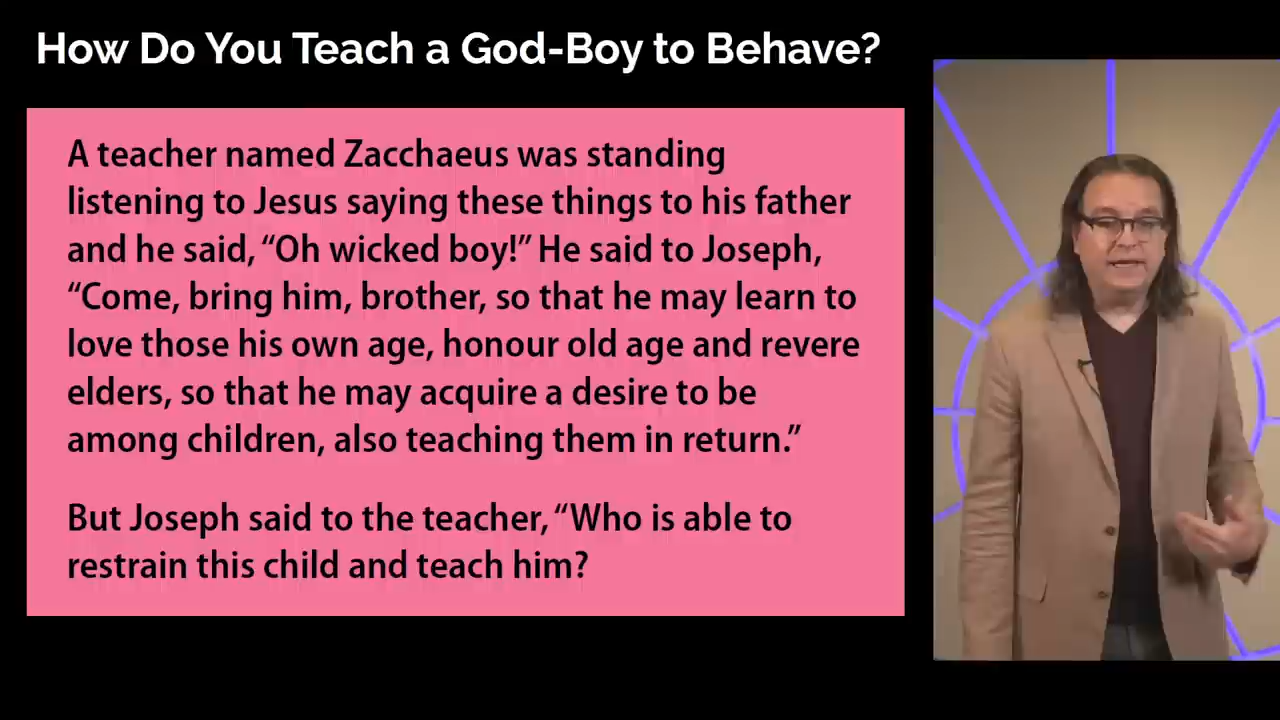 How Do You Teach a God-Boy to Behave?
A teacher named Zacchaeus was standing
listening to Jesus saying these things to his father
and he said, “Oh wicked boy!” He said to Joseph,
“Come, bring him, brother, so that he may learn to
love those his own age, honour old age and revere
elders, so that he may acquire a desire to be
among children, also teaching them in return.”
But Joseph said to the teacher, “Who is able to
restrain this child and teach him?